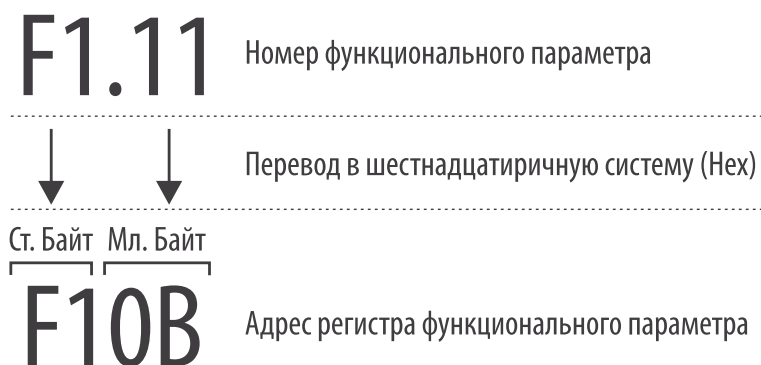 F1.11 Номер функционального параметра
Перевод в шестнадцатиричную систему (Hex)
Ст. Байт Мл. Байт
F10B Адрес регистра функционального параметра